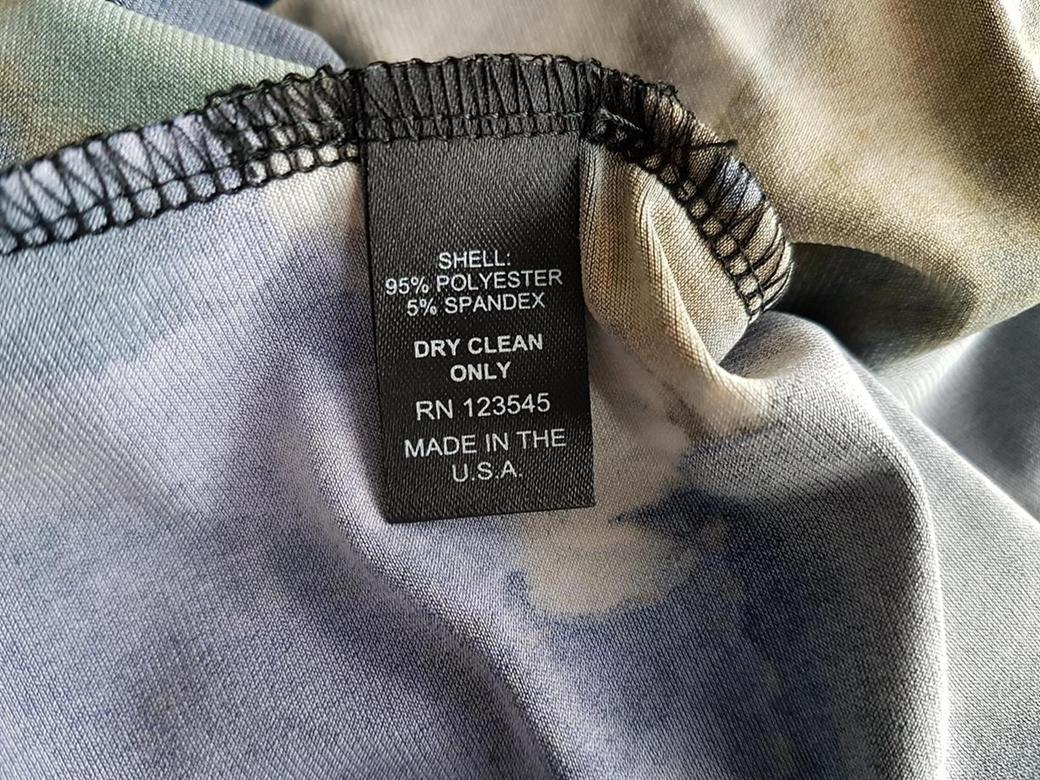 SHELL:
95% POLYESTER
5% SPANDEX
DRY CLEAN
ONLY
RN 123545
MADE IN THE
U.S.A.